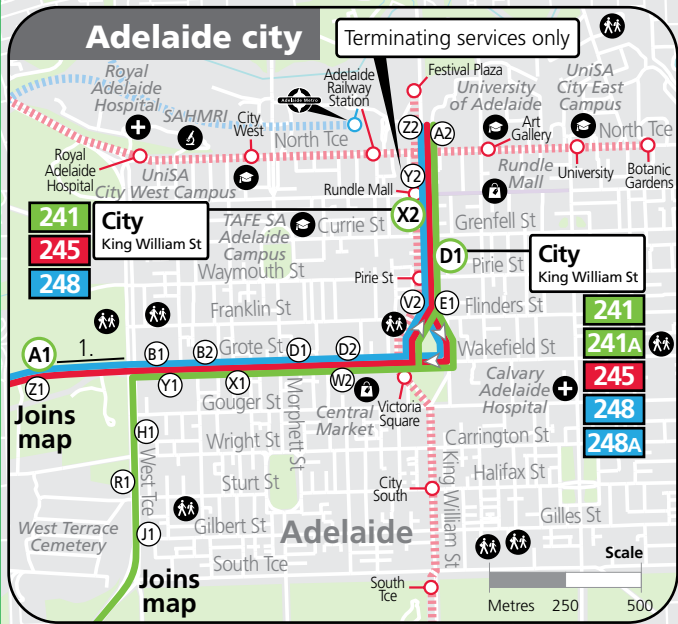 Adelaide city
Terminating services only
Royal
Adelaide
Hospital
SAHMRI
City
West
Adelaide Metro
Adelaide
Railway
Station
Festival Plaza
University
of Adelaide
UniSA
City East
Campus
Z2
A2
Art
Gallery
North Tce
North Tce
Royal
Adelaide
Hospital
UniSA
City West Campus
Y2
Rundle Mall
Rundle
Mall
University
Botanic
Gardens
241
245
248
City
King William St
TAFE SA
Adelaide
Campus
Currie St
X2
Grenfell St
Waymouth St
D1
Pirie St
Pirie St
City
King William St
Franklin St
V2
E1
Flinders St
241
241A
245
248
248A
A1
1.
B1
B2
Grote St
D1
D2
Wakefield St
Z1
Y1
X1
W2
Joins
map
Gouger St
Morphett St
Central
Market
Victoria
Square
Calvary
Adelaide
Hospital
H1
West Tce
Wright St
Carrington St
R1
Sturt St
City
South
King William St
Halifax St
West Terrace
Cemetery
J1
Gilbert St
Adelaide
Gilles St
South Tce
Joins
map
South
Tce
Scale
Metres 250 500